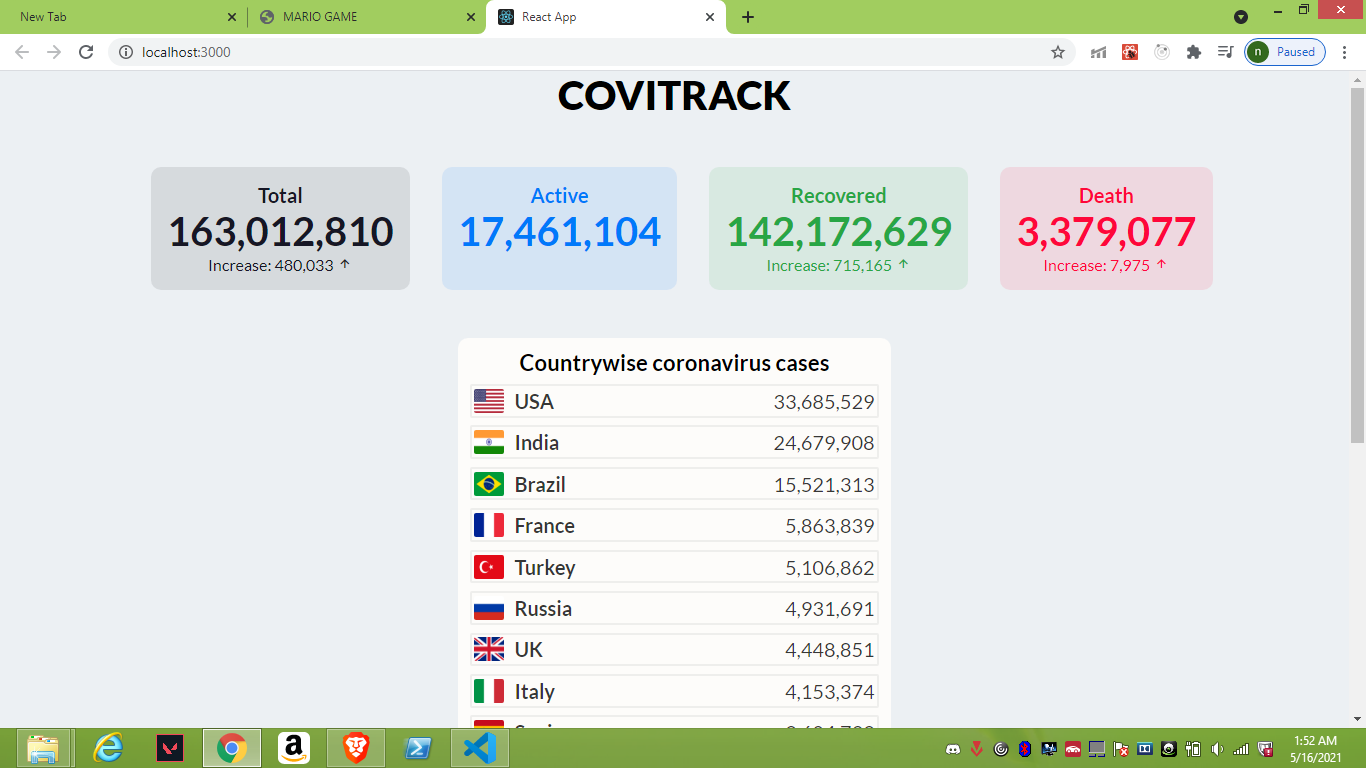 New Tab
MARIO GAME
React App
localhost:3000
n Paused
COVITRACK
Total
163,012,810
Increase: 480,033 ↑
Active
17,461,104
Recovered
142,172,629
Increase: 715,165 ↑
Death
3,379,077
Increase: 7,975 ↑
Countrywise coronavirus cases
USA 33,685,529
India 24,679,908
Brazil 15,521,313
France 5,863,839
Turkey 5,106,862
Russia 4,931,691
UK 4,448,851
Italy 4,153,374
1:52 AM
5/16/2021